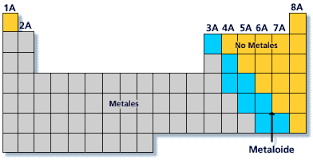 1A
8A
2A
3A 4A 5A 6A 7A
No Metales
Metales
Metaloide